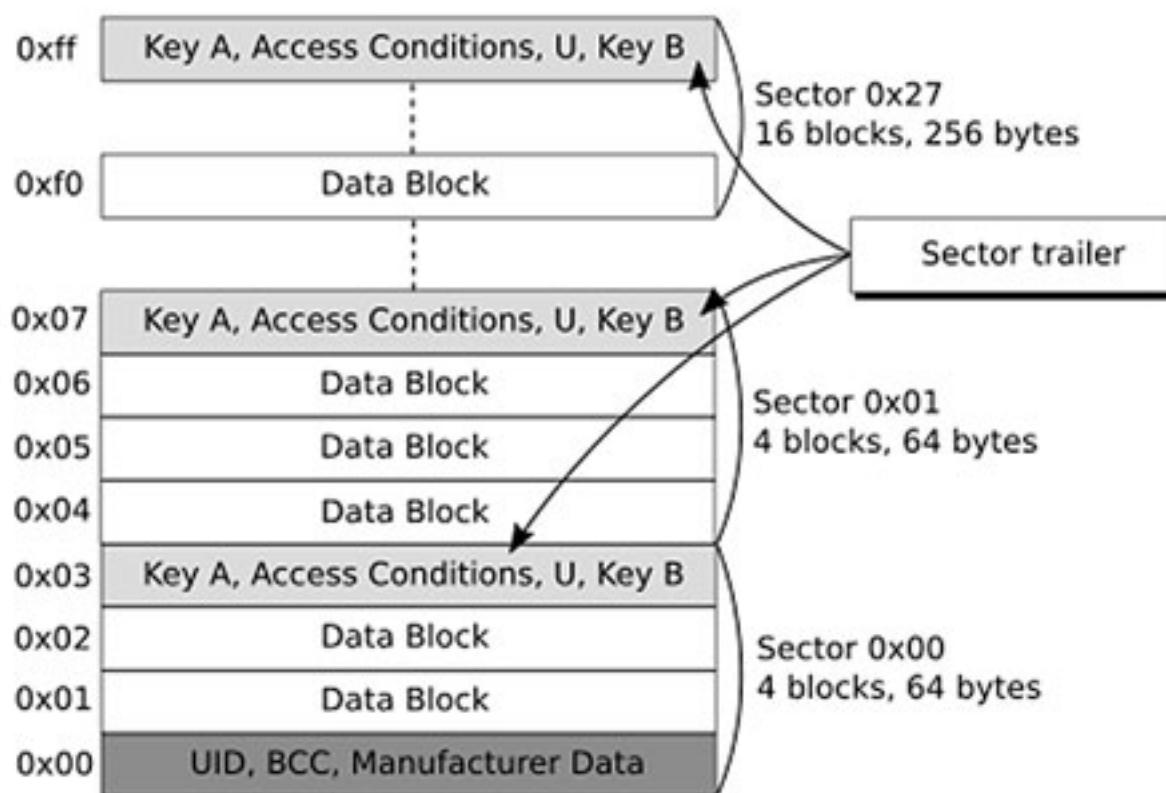 0xff Key A, Access Conditions, U, Key B
Sector 0x27
16 blocks, 256 bytes
0xf0 Data Block
Sector trailer
0x07 Key A, Access Conditions, U, Key B
0x06 Data Block
Sector 0x01
4 blocks, 64 bytes
0x05 Data Block
0x04 Data Block
0x03 Key A, Access Conditions, U, Key B
0x02 Data Block
Sector 0x00
4 blocks, 64 bytes
0x01 Data Block
0x00 UID, BCC, Manufacturer Data